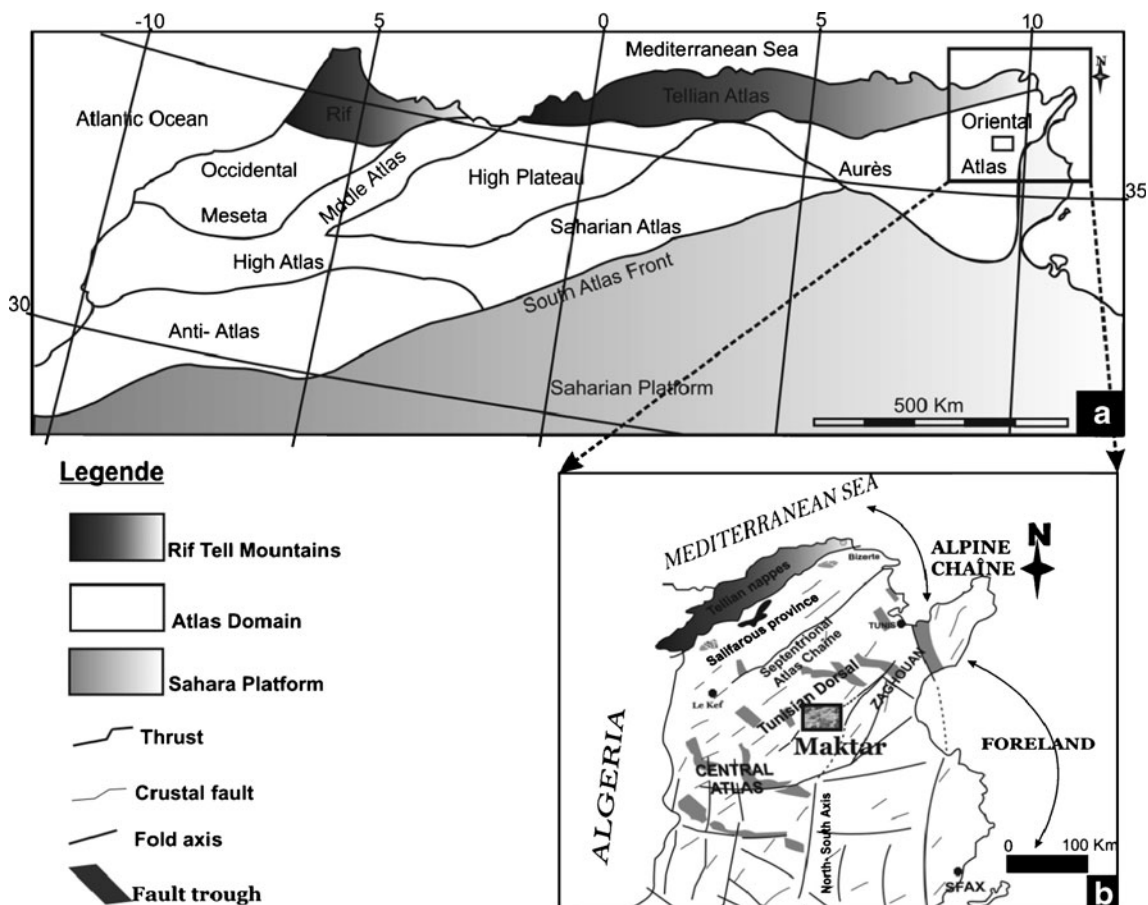 -10
5
0
5
10
Mediterranean Sea
N
Atlantic Ocean
Rif
Tellian Atlas
Oriental
Atlas
Occidental
Meseta
Mddle Atlas
High Plateau
Aurès
35
Saharian Atlas
High Atlas
South Atlas Front
30
Anti- Atlas
Saharian Platform
500 Km
a
Legende
Rif Tell Mountains
Atlas Domain
Sahara Platform
Thrust
Crustal fault
Fold axis
Fault trough
MEDITERRANEAN SEA
N
ALPINE
CHAÎNE
Bizerte
Tellian nappes
TUNIS
Saliferous province
Septentrional
Atlas Chaîne
ZAGHOUAN
Le Kef
Tunisian Dorsal
Maktar
FORELAND
CENTRAL
ATLAS
ALGERIA
North- South Axis
0 100 Km
SFAX
b